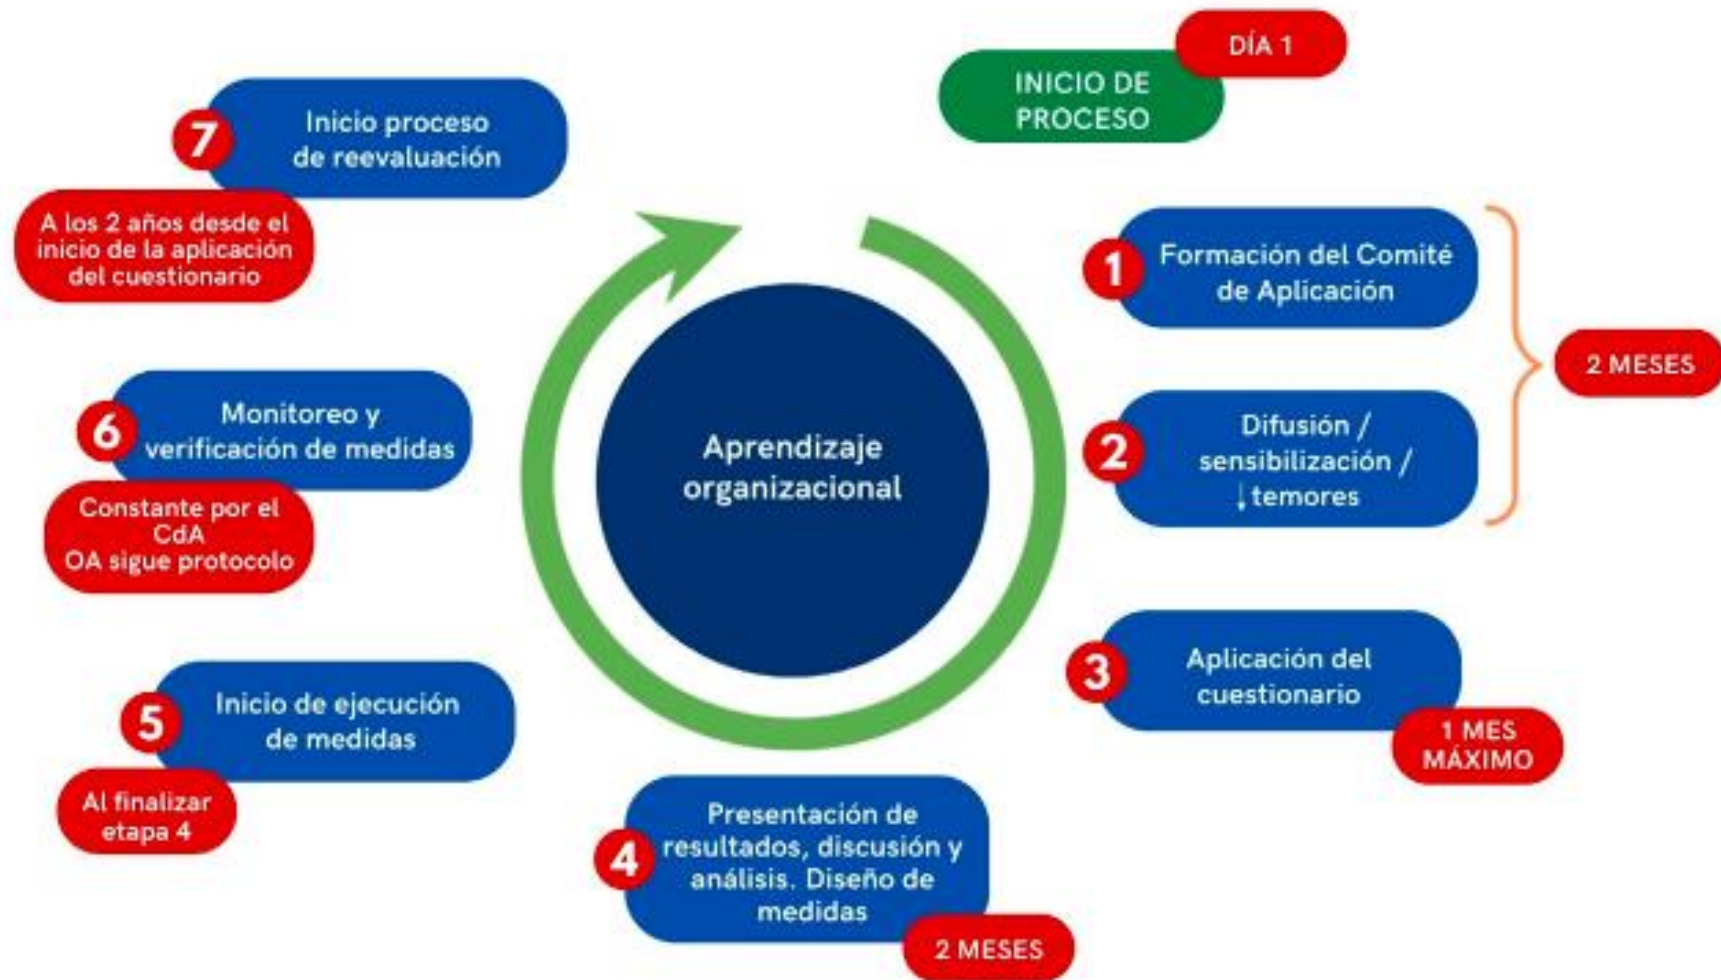 DÍA 1
INICIO DE
PROCESO
1
Formación del Comité
de Aplicación
2
Difusión /
sensibilización /
↓temores
2 MESES
3
Aplicación del
cuestionario
1 MES
MÁXIMO
4
Presentación de
resultados, discusión y
análisis. Diseño de
medidas
2 MESES
5
Inicio de ejecución
de medidas
Al finalizar
etapa 4
6
Monitoreo y
verificación de medidas
Constante por el
CdA
OA sigue protocolo
7
Inicio proceso
de reevaluación
A los 2 años desde el
inicio de la aplicación
del cuestionario
Aprendizaje
organizacional